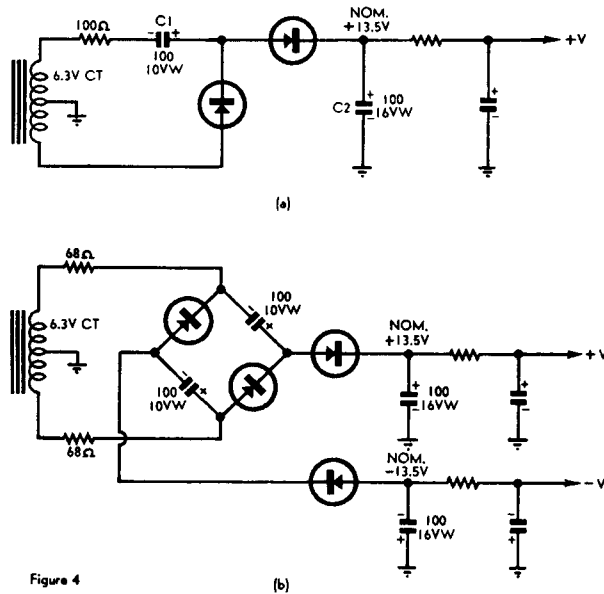 100Ω
C1
- +
100
10VW
NOM.
+13.5V
+V
6.3V CT
C2
+
-
100
16VW
+
-
(a)
68Ω
6.3V CT
68Ω
-
100
10VW
+
-
100
10VW
+
NOM.
+13.5V
+V
+
-
100
16VW
+
-
NOM.
-13.5V
-V
-
+
100
16VW
-
+
Figure 4
(b)